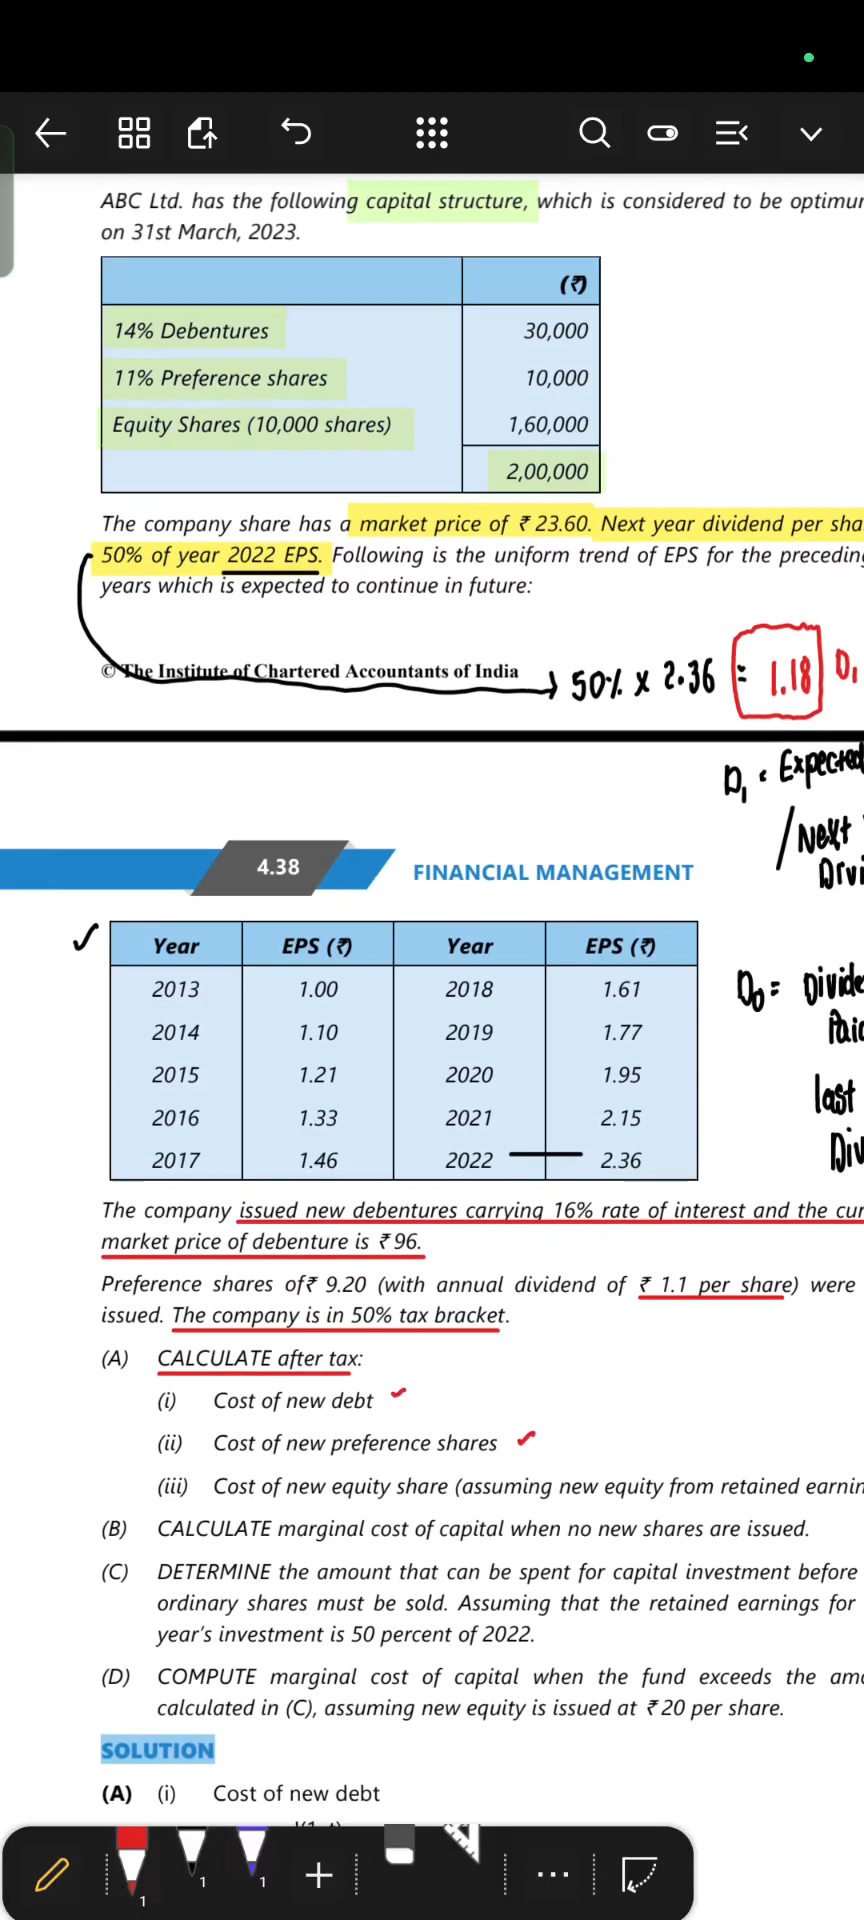 ABC Ltd. has the following capital structure, which is considered to be
on 31st March, 2023.
(₹)
14% Debentures 30,000
11% Preference shares 10,000
Equity Shares (10,000 shares) 1,60,000
2,00,000
The company share has a market price of ₹ 23.60. Next year dividend per
50% of year 2022 EPS. Following is the uniform trend of EPS for the
years which is expected to continue in future:
© The Institute of Chartered Accountants of India
50% x 2.36 = 1.18 D₁
D₁ = Expected
/ Next
4.38 FINANCIAL MANAGEMENT
Year EPS (₹) Year EPS (₹)
2013 1.00 2018 1.61
2014 1.10 2019 1.77
2015 1.21 2020 1.95
2016 1.33 2021 2.15
2017 1.46 2022 2.36
D₀ =
last
The company issued new debentures carrying 16% rate of interest and the
market price of debenture is ₹ 96.
Preference shares of₹ 9.20 (with annual dividend of ₹ 1.1 per share) were
issued. The company is in 50% tax bracket.
(A) CALCULATE after tax:
(i) Cost of new debt
(ii) Cost of new preference shares
(iii) Cost of new equity share (assuming new equity from retained
(B) CALCULATE marginal cost of capital when no new shares are issued.
(C) DETERMINE the amount that can be spent for capital investment before
ordinary shares must be sold. Assuming that the retained earnings for
year's investment is 50 percent of 2022.
(D) COMPUTE marginal cost of capital when the fund exceeds the
calculated in (C), assuming new equity is issued at ₹ 20 per share.
SOLUTION
(A) (i) Cost of new debt
1 1 1